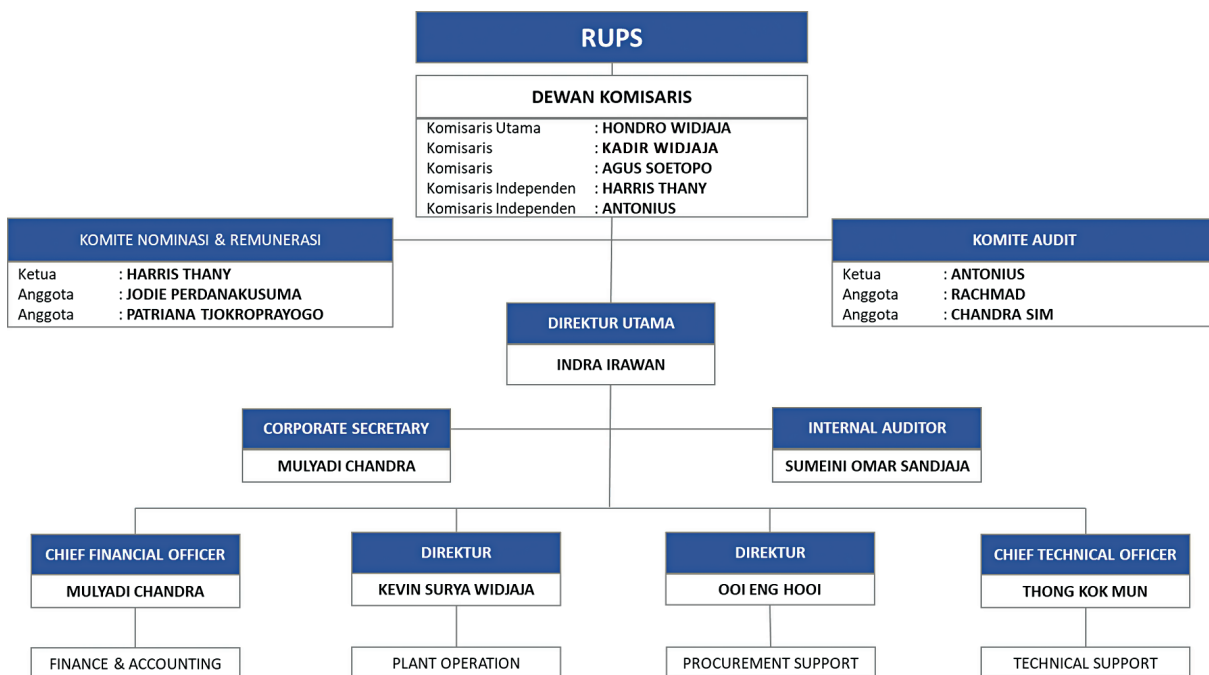 RUPS
DEWAN KOMISARIS
Komisaris Utama : HONDRO WIDJAJA
Komisaris : KADIR WIDJAJA
Komisaris : AGUS SOETOPO
Komisaris Independen : HARRIS THANY
Komisaris Independen : ANTONIUS
KOMITE NOMINASI & REMUNERASI
Ketua : HARRIS THANY
Anggota : JODIE PERDANAKUSUMA
Anggota : PATRIANA TJOKROPRAYOGO
KOMITE AUDIT
Ketua : ANTONIUS
Anggota : RACHMAD
Anggota : CHANDRA SIM
DIREKTUR UTAMA
INDRA IRAWAN
CORPORATE SECRETARY
MULYADI CHANDRA
INTERNAL AUDITOR
SUMEINI OMAR SANDJAJA
CHIEF FINANCIAL OFFICER
MULYADI CHANDRA
FINANCE & ACCOUNTING
DIREKTUR
KEVIN SURYA WIDJAJA
PLANT OPERATION
DIREKTUR
OOI ENG HOOI
PROCUREMENT SUPPORT
CHIEF TECHNICAL OFFICER
THONG KOK MUN
TECHNICAL SUPPORT